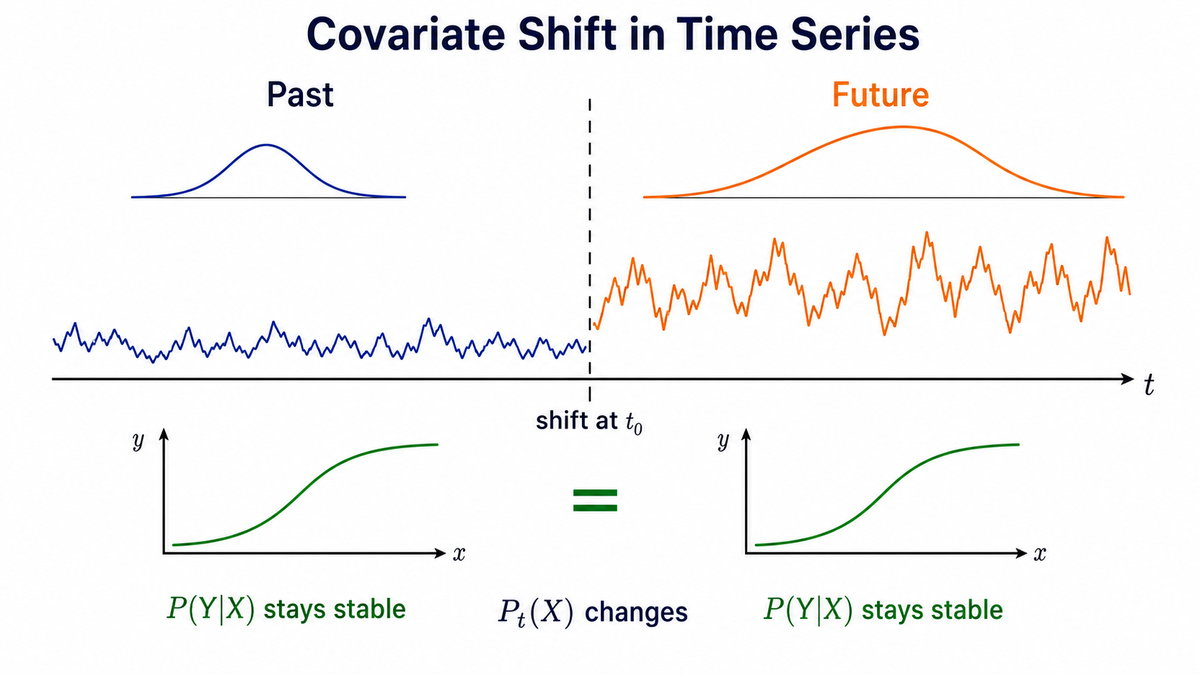 Covariate Shift in Time Series
Past
Future
t
shift at t₀
y
x
=
y
x
P(Y|X) stays stable
Pₜ(X) changes
P(Y|X) stays stable